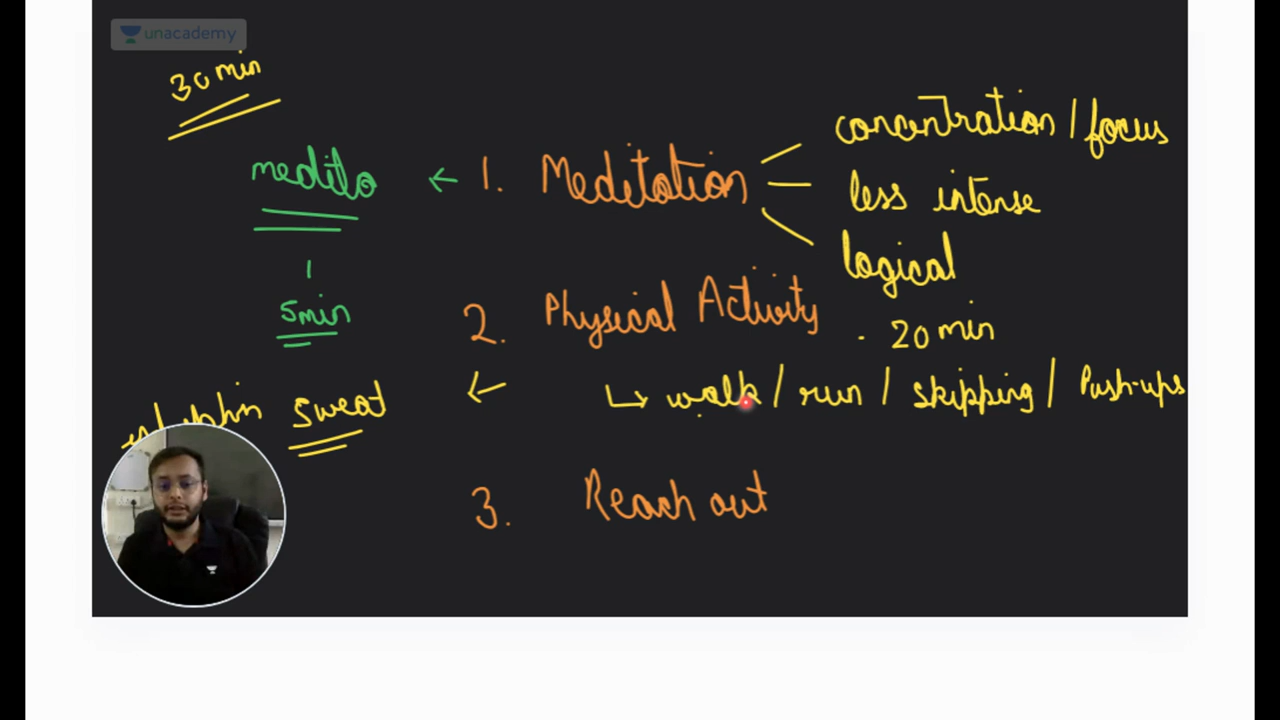 unacademy
30 min
concentration / focus
medito ← 1. Meditation
less intense
logical
5min
2. Physical Activity
. 20 min
sweat ← ↳ walk / run / skipping / Push-ups
3. Reach out